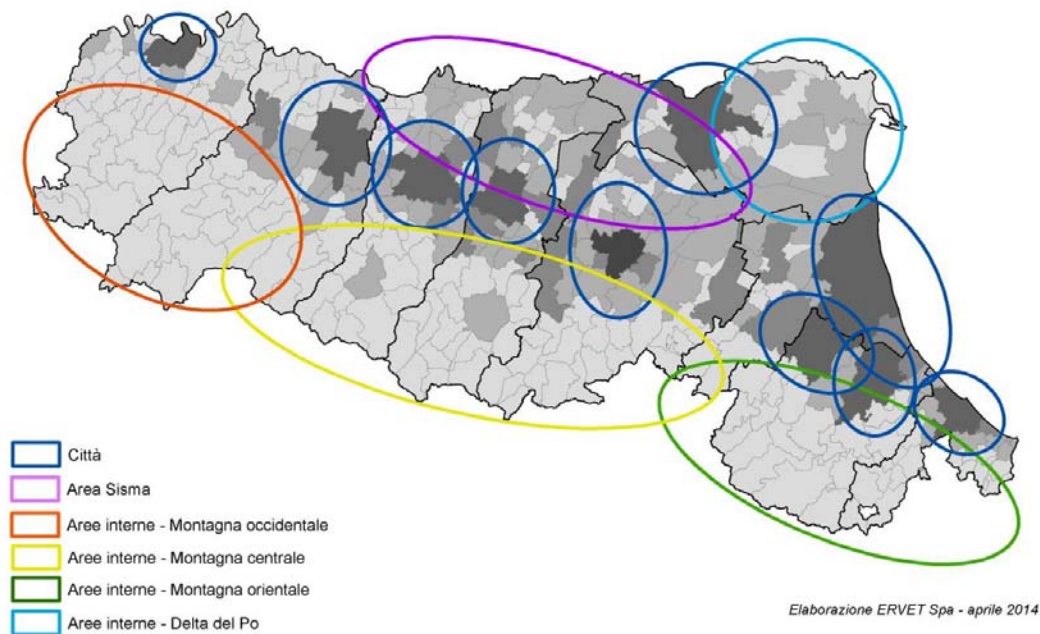 Città
Area Sisma
Aree interne - Montagna occidentale
Aree interne - Montagna centrale
Aree interne - Montagna orientale
Aree interne - Delta del Po
Elaborazione ERVET Spa - aprile 2014